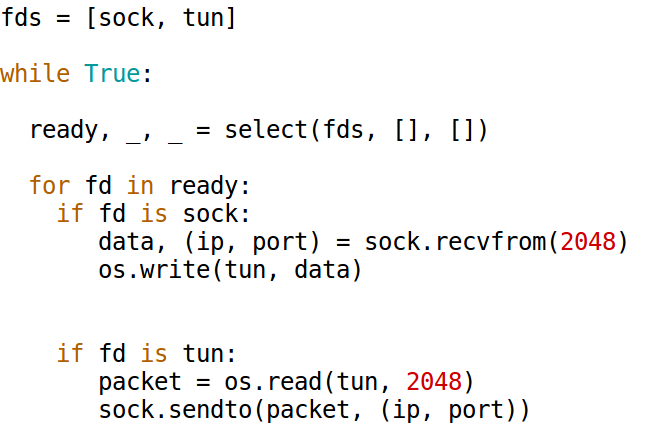 fds = [sock, tun]
while True:
  ready, _, _ = select(fds, [], [])
  for fd in ready:
    if fd is sock:
       data, (ip, port) = sock.recvfrom(2048)
       os.write(tun, data)
    if fd is tun:
       packet = os.read(tun, 2048)
       sock.sendto(packet, (ip, port))